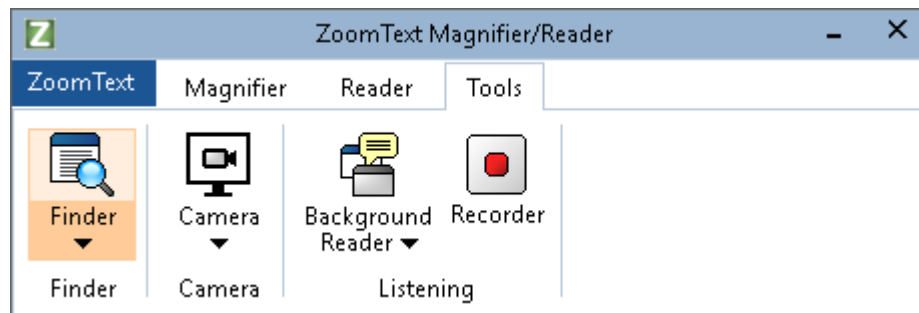 Z ZoomText Magnifier/Reader
ZoomText Magnifier Reader Tools
Finder Camera Background Reader Recorder
Finder Camera Listening